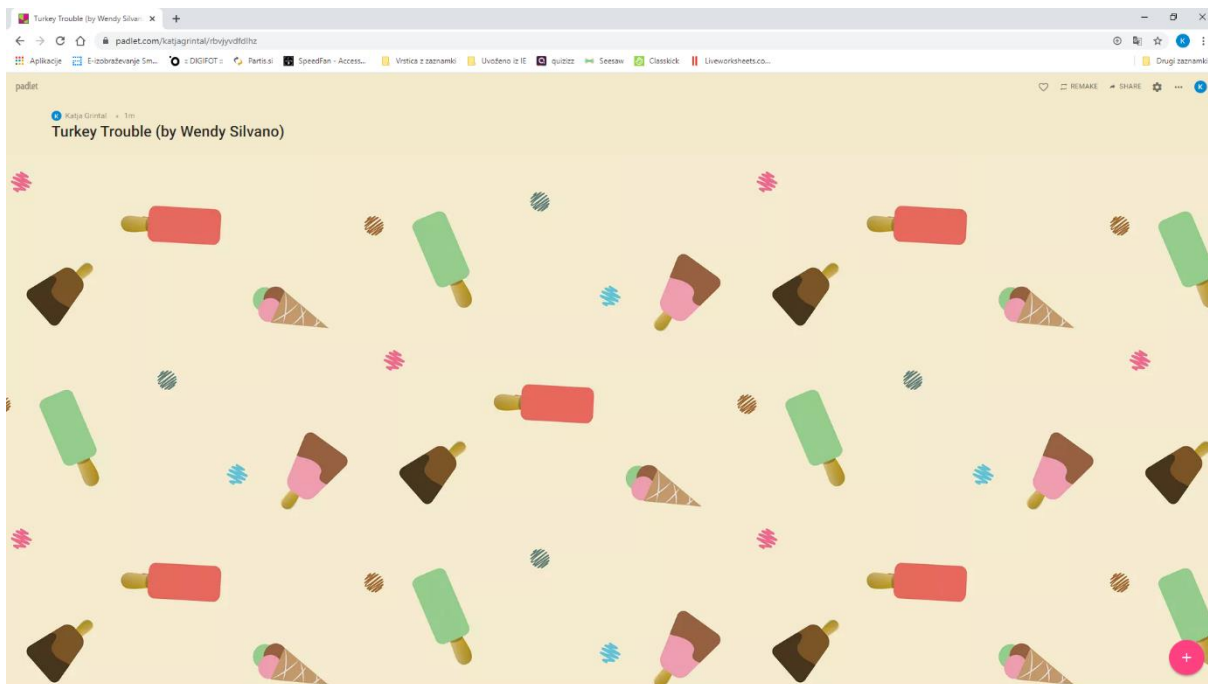 Turkey Trouble (by Wendy Silvan
padlet.com/katjagrintal/rbvjyvdfdlhz
Aplikacije E-izobraževanje Sm... :: DIGIFOT :: Partis.si SpeedFan - Access... Vrstica z zaznamki Uvoženo iz IE quizizz Seesaw Classkick Liveworksheets.co... Drugi zaznamki
padlet REMAKE SHARE
K Katja Grintal 1m
Turkey Trouble (by Wendy Silvano)